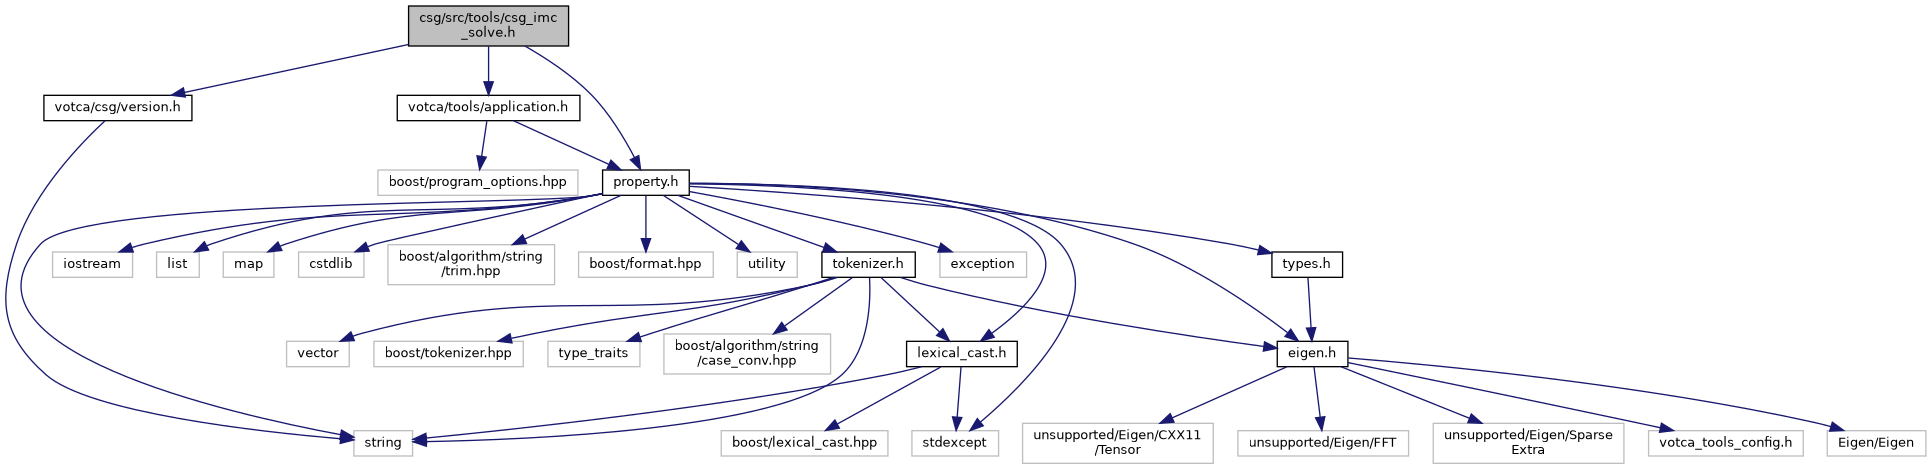 csg/src/tools/csg_imc
_solve.h
votca/csg/version.h
votca/tools/application.h
boost/program_options.hpp
property.h
iostream
list
map
cstdlib
boost/algorithm/string
/trim.hpp
boost/format.hpp
utility
tokenizer.h
exception
types.h
vector
boost/tokenizer.hpp
type_traits
boost/algorithm/string
/case_conv.hpp
lexical_cast.h
eigen.h
string
boost/lexical_cast.hpp
stdexcept
unsupported/Eigen/CXX11
/Tensor
unsupported/Eigen/FFT
unsupported/Eigen/Sparse
Extra
votca_tools_config.h
Eigen/Eigen